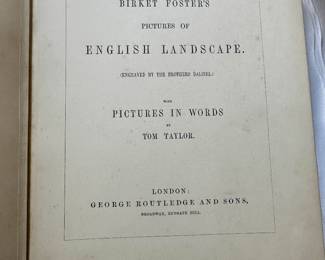 BIRKET FOSTER'S
PICTURES OF
ENGLISH LANDSCAPE.
(ENGRAVED BY THE BROTHERS DALZIEL.)
WITH
PICTURES IN WORDS
BY
TOM TAYLOR.
LONDON:
GEORGE ROUTLEDGE AND SONS,
BROADWAY, LUDGATE HILL.